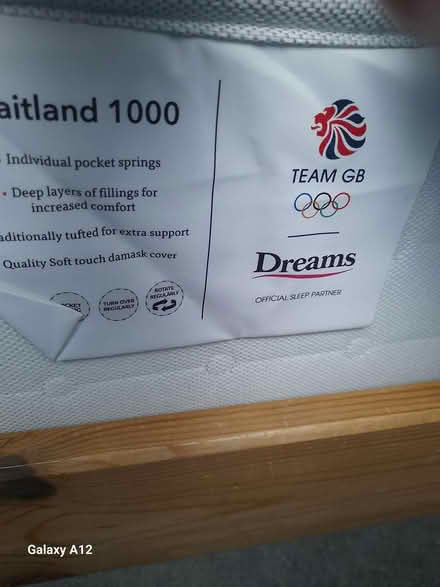 aitland 1000
Individual pocket springs
• Deep layers of fillings for
increased comfort
aditionally tufted for extra support
Quality Soft touch damask cover
TURN OVER
REGULARLY
ROTATE
REGULARLY
TEAM GB
Dreams
OFFICIAL SLEEP PARTNER
Galaxy A12